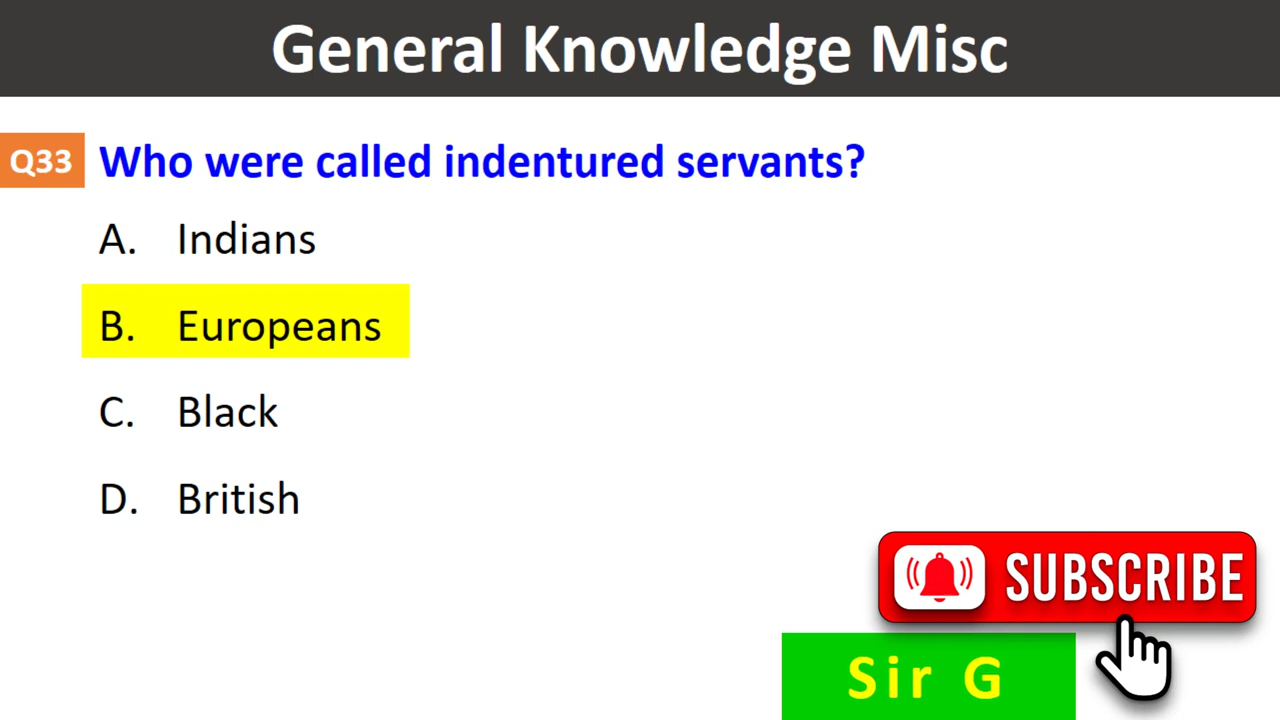 General Knowledge Misc
Q33 Who were called indentured servants?
A. Indians
B. Europeans
C. Black
D. British
SUBSCRIBE
Sir G